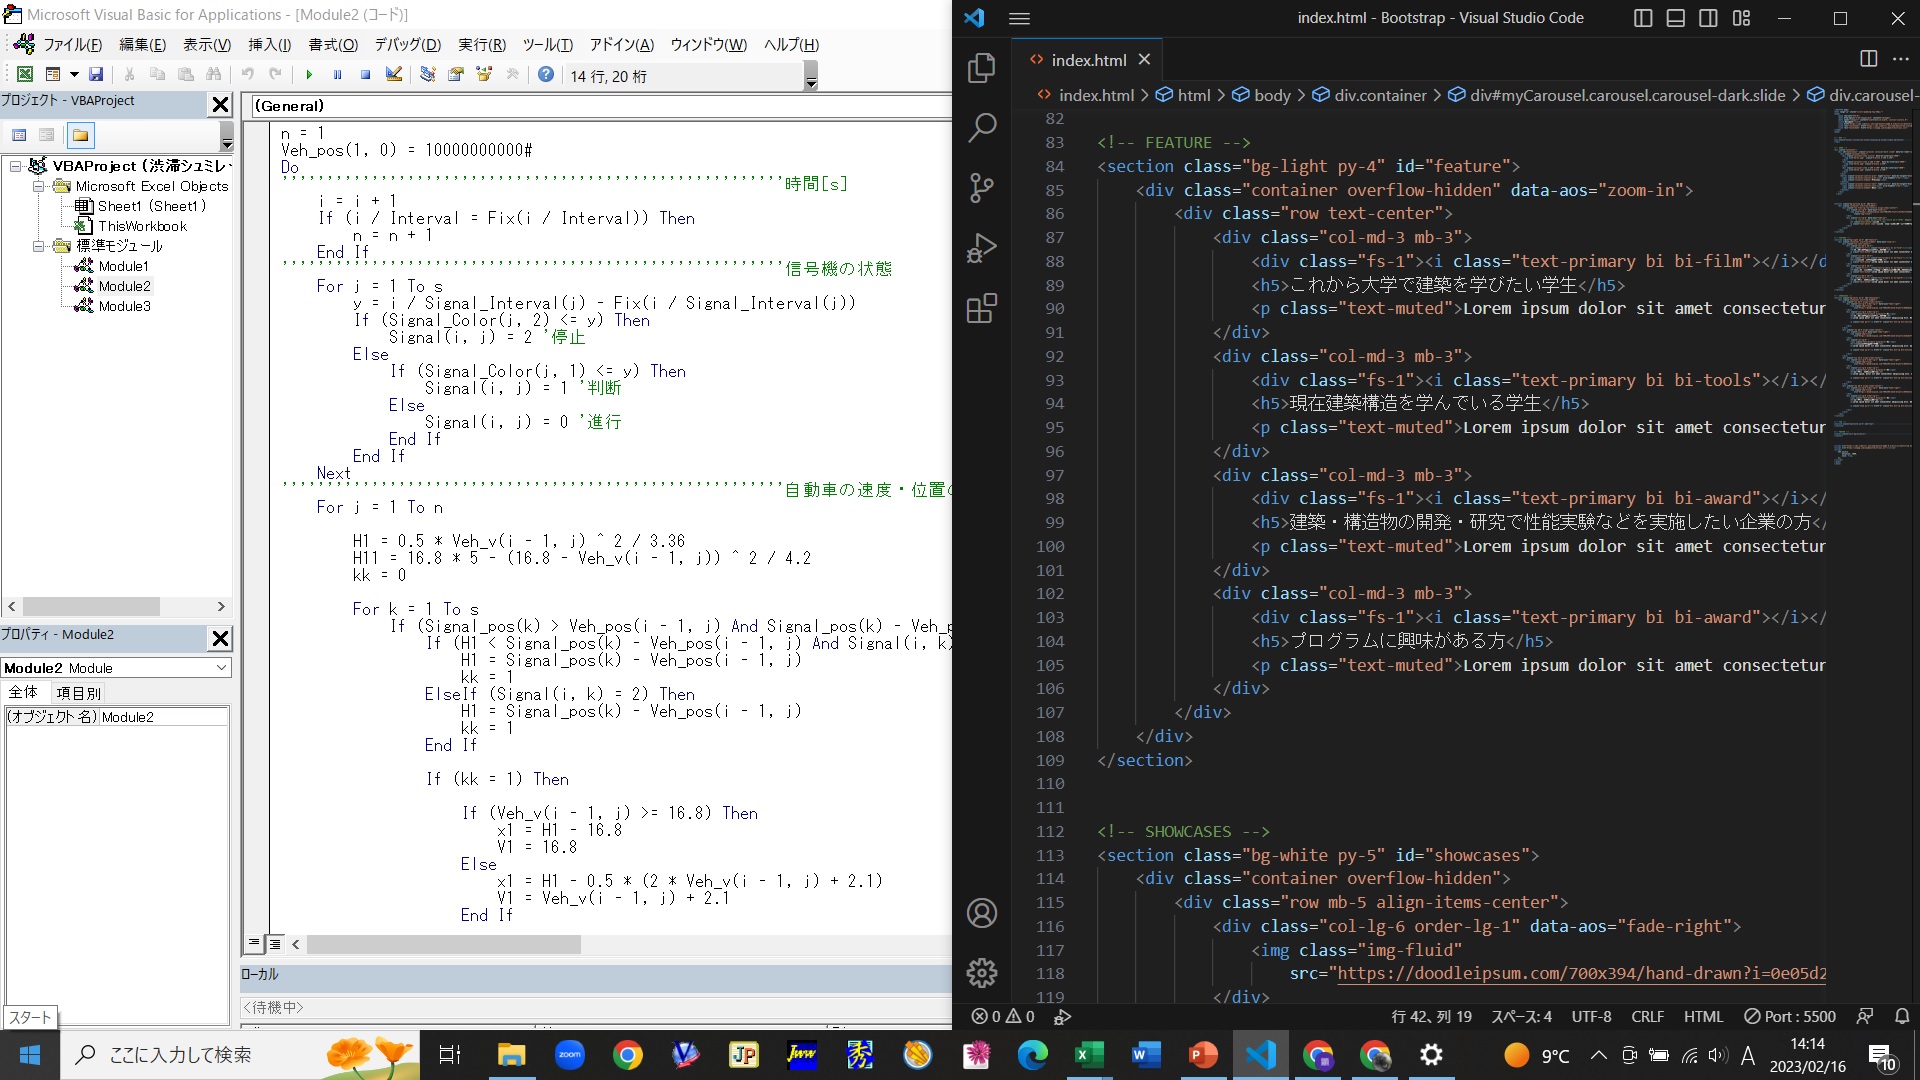 Microsoft Visual Basic for Applications - [Module2 (コード)]
ファイル(F) 編集(E) 表示(V) 挿入(I) 書式(O) デバッグ(D) 実行(R) ツール(T) アドイン(A) ウィンドウ(W) ヘルプ(H)
14 行, 20 桁
プロジェクト - VBAProject
VBAProject (渋滞シュミレ
Microsoft Excel Objects
Sheet1 (Sheet1)
ThisWorkbook
標準モジュール
Module1
Module2
Module3
プロパティ - Module2
Module2 Module
全体 項目別
(オブジェクト名) Module2
スタート
(General)
n = 1
Veh_pos(1, 0) = 10000000000#
Do
'''''''''''''''''''''''''''''''''''''''''''''''''''''''時間[s]
i = i + 1
If (i / Interval = Fix(i / Interval)) Then
n = n + 1
End If
'''''''''''''''''''''''''''''''''''''''''''''''''''''''信号機の状態
For j = 1 To s
y = i / Signal_Interval(j) - Fix(i / Signal_Interval(j))
If (Signal_Color(j, 2) <= y) Then
Signal(i, j) = 2 '停止
Else
If (Signal_Color(j, 1) <= y) Then
Signal(i, j) = 1 '判断
Else
Signal(i, j) = 0 '進行
End If
End If
Next
'''''''''''''''''''''''''''''''''''''''''''''''''''''''自動車の速度・位置の
For j = 1 To n
H1 = 0.5 * Veh_v(i - 1, j) ^ 2 / 3.36
H11 = 16.8 * 5 - (16.8 - Veh_v(i - 1, j)) ^ 2 / 4.2
kk = 0
For k = 1 To s
If (Signal_pos(k) > Veh_pos(i - 1, j) And Signal_pos(k) - Veh_p
If (H1 < Signal_pos(k) - Veh_pos(i - 1, j) And Signal(i, k)
H1 = Signal_pos(k) - Veh_pos(i - 1, j)
kk = 1
ElseIf (Signal(i, k) = 2) Then
H1 = Signal_pos(k) - Veh_pos(i - 1, j)
kk = 1
End If
If (kk = 1) Then
If (Veh_v(i - 1, j) >= 16.8) Then
x1 = H1 - 16.8
V1 = 16.8
Else
x1 = H1 - 0.5 * (2 * Veh_v(i - 1, j) + 2.1)
V1 = Veh_v(i - 1, j) + 2.1
End If
ローカル
<待機中>
index.html - Bootstrap - Visual Studio Code
index.html
index.html > html > body > div.container > div#myCarousel.carousel.carousel-dark.slide > div.carousel-
82
83 <!-- FEATURE -->
84 <section class="bg-light py-4" id="feature">
85 <div class="container overflow-hidden" data-aos="zoom-in">
86 <div class="row text-center">
87 <div class="col-md-3 mb-3">
88 <div class="fs-1"><i class="text-primary bi bi-film"></i></d
89 <h5>これから大学で建築を学びたい学生</h5>
90 <p class="text-muted">Lorem ipsum dolor sit amet consectetur
91 </div>
92 <div class="col-md-3 mb-3">
93 <div class="fs-1"><i class="text-primary bi bi-tools"></i></
94 <h5>現在建築構造を学んでいる学生</h5>
95 <p class="text-muted">Lorem ipsum dolor sit amet consectetur
96 </div>
97 <div class="col-md-3 mb-3">
98 <div class="fs-1"><i class="text-primary bi bi-award"></i></
99 <h5>建築・構造物の開発・研究で性能実験などを実施したい企業の方</
100 <p class="text-muted">Lorem ipsum dolor sit amet consectetur
101 </div>
102 <div class="col-md-3 mb-3">
103 <div class="fs-1"><i class="text-primary bi bi-award"></i></
104 <h5>プログラムに興味がある方</h5>
105 <p class="text-muted">Lorem ipsum dolor sit amet consectetur
106 </div>
107 </div>
108 </div>
109 </section>
110
111
112 <!-- SHOWCASES -->
113 <section class="bg-white py-5" id="showcases">
114 <div class="container overflow-hidden">
115 <div class="row mb-5 align-items-center">
116 <div class="col-lg-6 order-lg-1" data-aos="fade-right">
117 <img class="img-fluid"
118 src="https://doodleipsum.com/700x394/hand-drawn?i=0e05d2
119 </div>
0 0 行 42、列 19 スペース: 4 UTF-8 CRLF HTML Port : 5500
ここに入力して検索
zoom
JP
Jww
秀
9°C A 14:14
2023/02/16
10